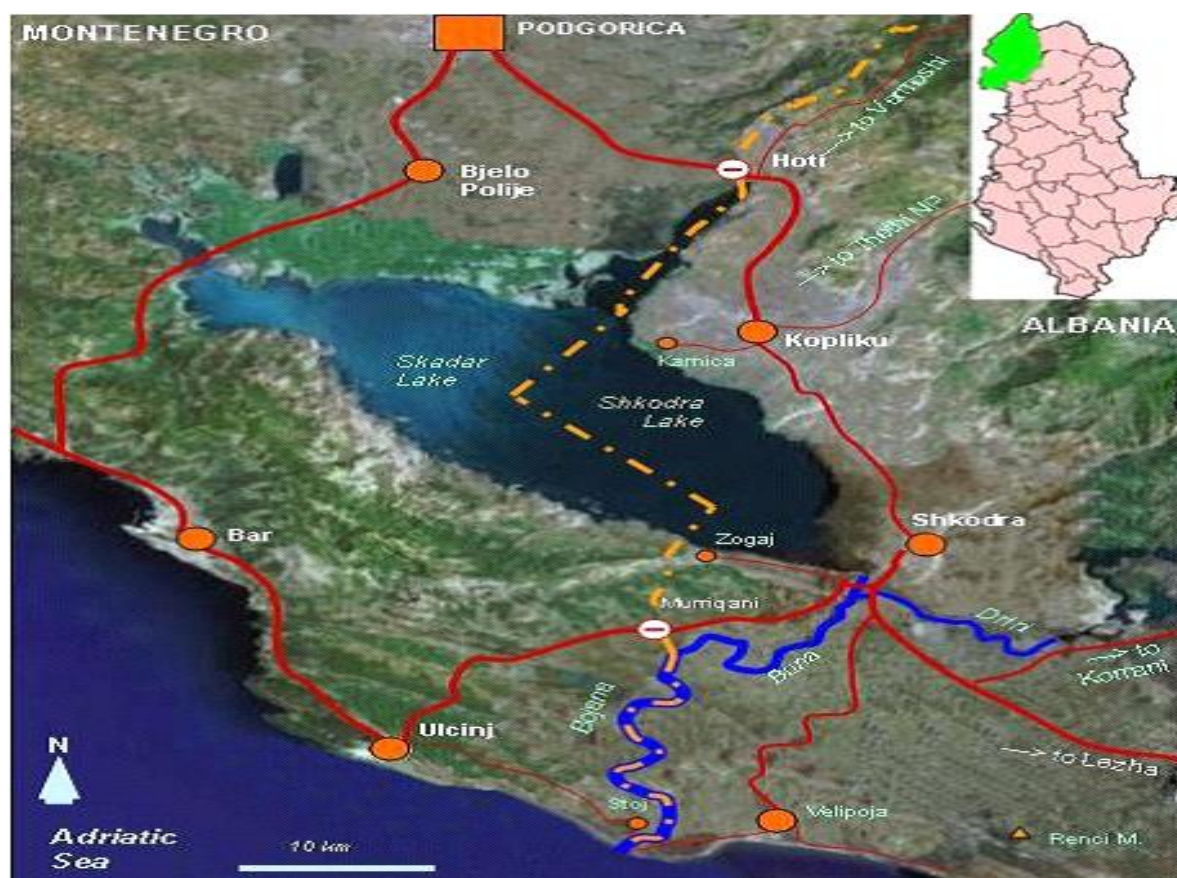 MONTENEGRO
PODGORICA
---> to Vermoshi
Hoti
Bjelo
Polije
---> to Thethi NP
ALBANIA
Kopliku
Kamica
Skadar
Lake
Shkodra
Lake
Shkodra
Bar
Zogaj
Murriqani
Drini
---> to
Komani
Buna
Bojana
Ulcinj
N
---> to Lezha
Stoj
Velipoja
Adriatic
Sea
10 km
Renci M.